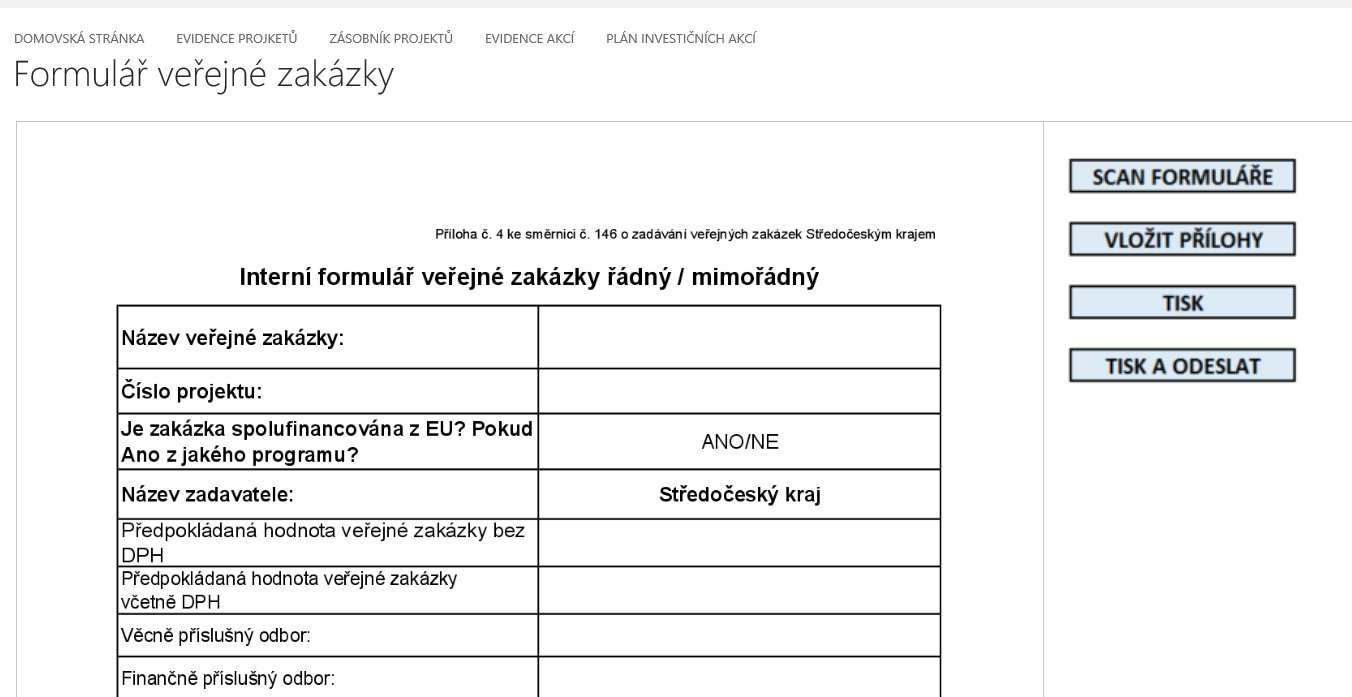 DOMOVSKÁ STRÁNKA EVIDENCE PROJKETŮ ZÁSOBNÍK PROJEKTŮ EVIDENCE AKCÍ PLÁN INVESTIČNÍCH AKCÍ
Formulář veřejné zakázky
Příloha č. 4 ke směrnici č. 146 o zadávání veřejných zakázek Středočeským krajem
Interní formulář veřejné zakázky řádný / mimořádný
Název veřejné zakázky:
Číslo projektu:
Je zakázka spolufinancována z EU? Pokud
Ano z jakého programu?
ANO/NE
Název zadavatele:
Středočeský kraj
Předpokládaná hodnota veřejné zakázky bez
DPH
Předpokládaná hodnota veřejné zakázky
včetně DPH
Věcně příslušný odbor:
Finančně příslušný odbor:
SCAN FORMULÁŘE
VLOŽIT PŘÍLOHY
TISK
TISK A ODESLAT